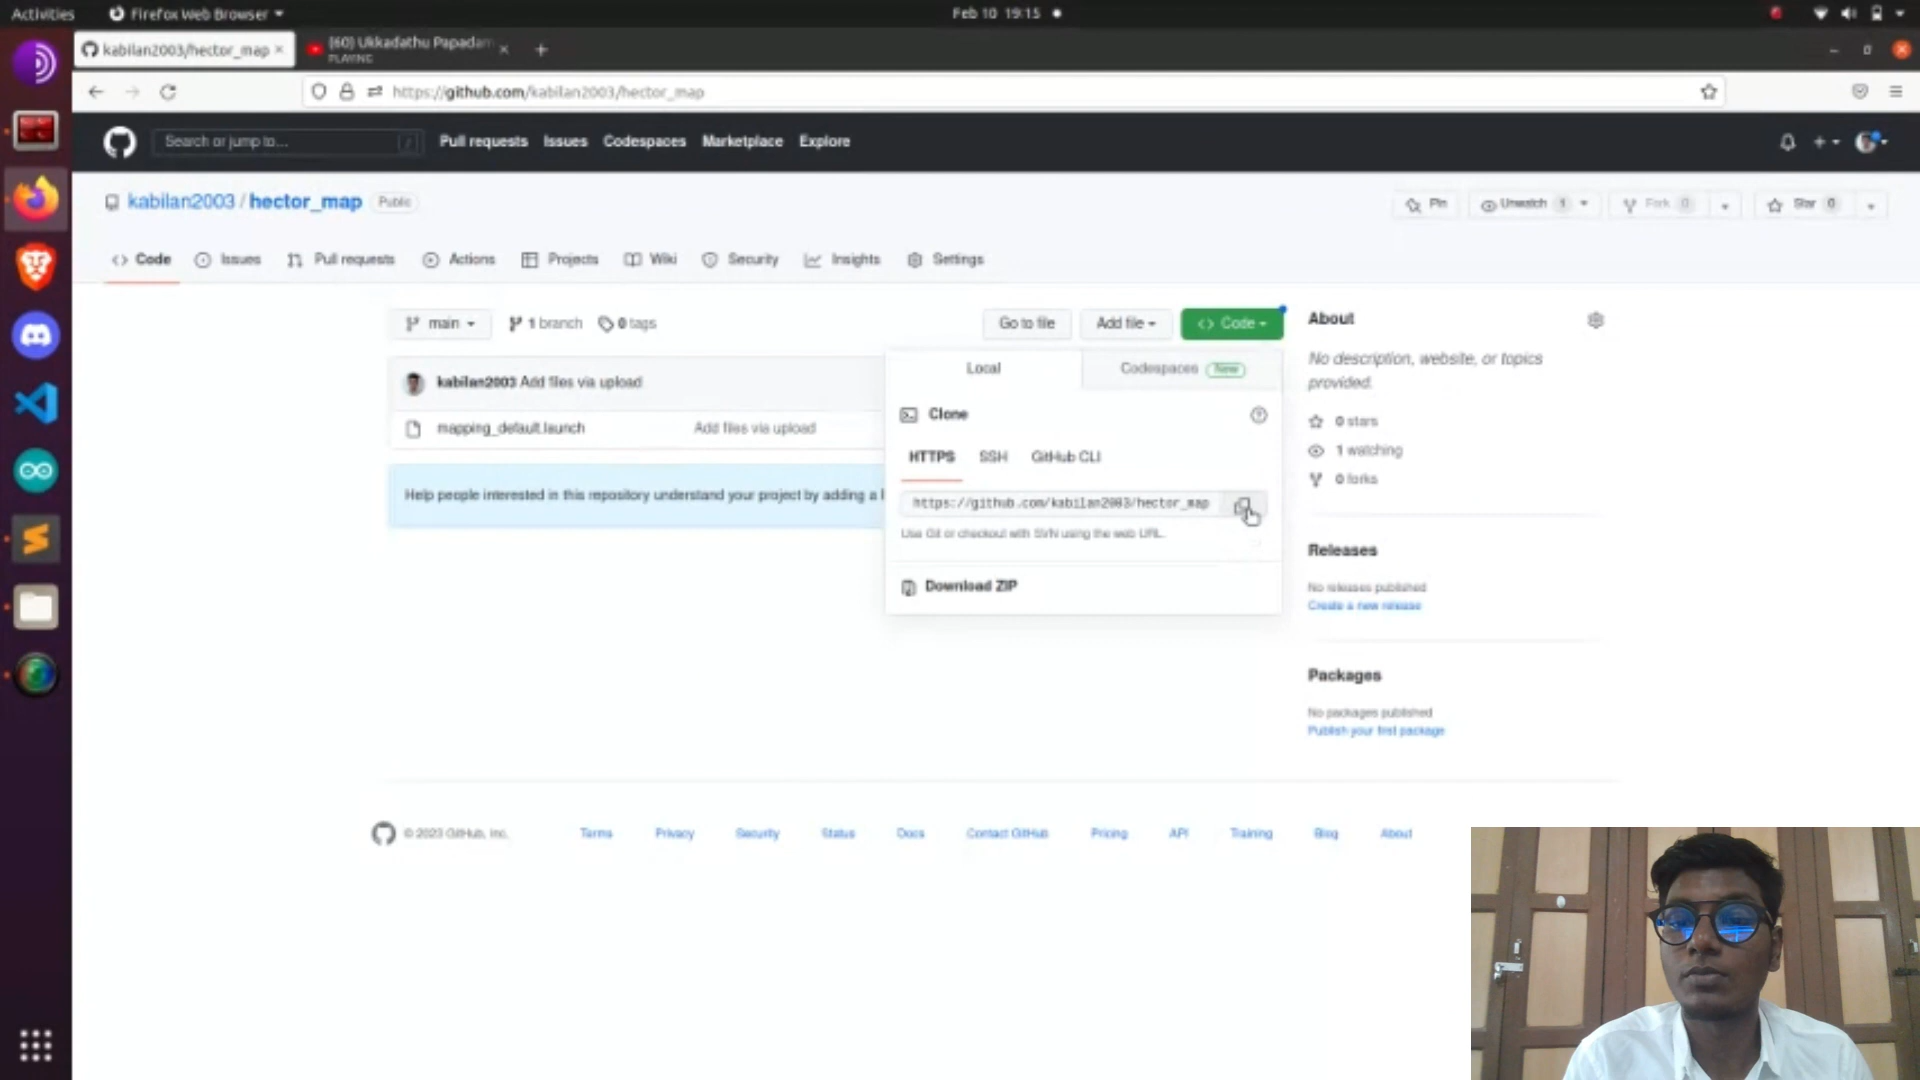 Activities
Firefox Web Browser
Feb 10 19:15
kabilan2003/hector_map
(60) Ukkadathu Papadam
PLAYING
https://github.com/kabilan2003/hector_map
Search or jump to...
/
Pull requests
Issues
Codespaces
Marketplace
Explore
kabilan2003 / hector_map
Public
Pin
Unwatch 1
Fork 0
Star 0
Code
Issues
Pull requests
Actions
Projects
Wiki
Security
Insights
Settings
main
1 branch
0 tags
Go to file
Add file
Code
kabilan2003 Add files via upload
mapping_default.launch
Add files via upload
Help people interested in this repository understand your project by adding a
Local
Codespaces New
Clone
HTTPS
SSH
GitHub CLI
https://github.com/kabilan2003/hector_map
Use Git or checkout with SVN using the web URL.
Download ZIP
About
No description, website, or topics
provided.
0 stars
1 watching
0 forks
Releases
No releases published
Create a new release
Packages
No packages published
Publish your first package
© 2023 GitHub, Inc.
Terms
Privacy
Security
Status
Docs
Contact GitHub
Pricing
API
Training
Blog
About